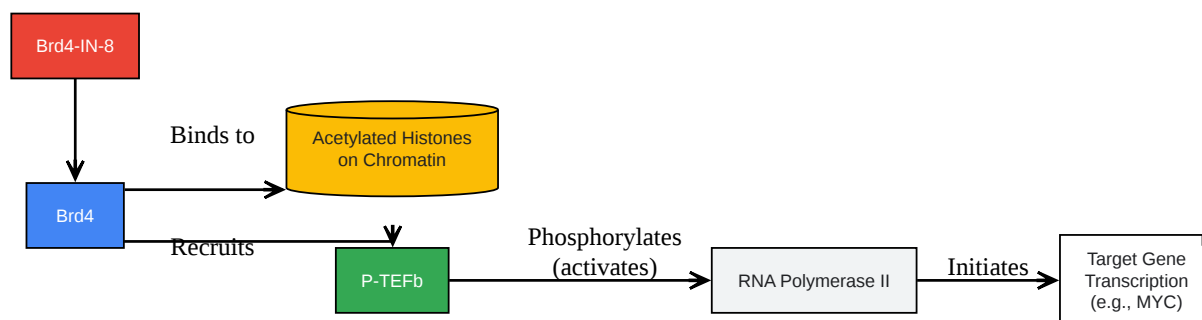 Brd4-IN-8
Binds to
Acetylated Histones
on Chromatin
Brd4
Recruits
P-TEFb
Phosphorylates
(activates)
RNA Polymerase II
Initiates
Target Gene
Transcription
(e.g., MYC)